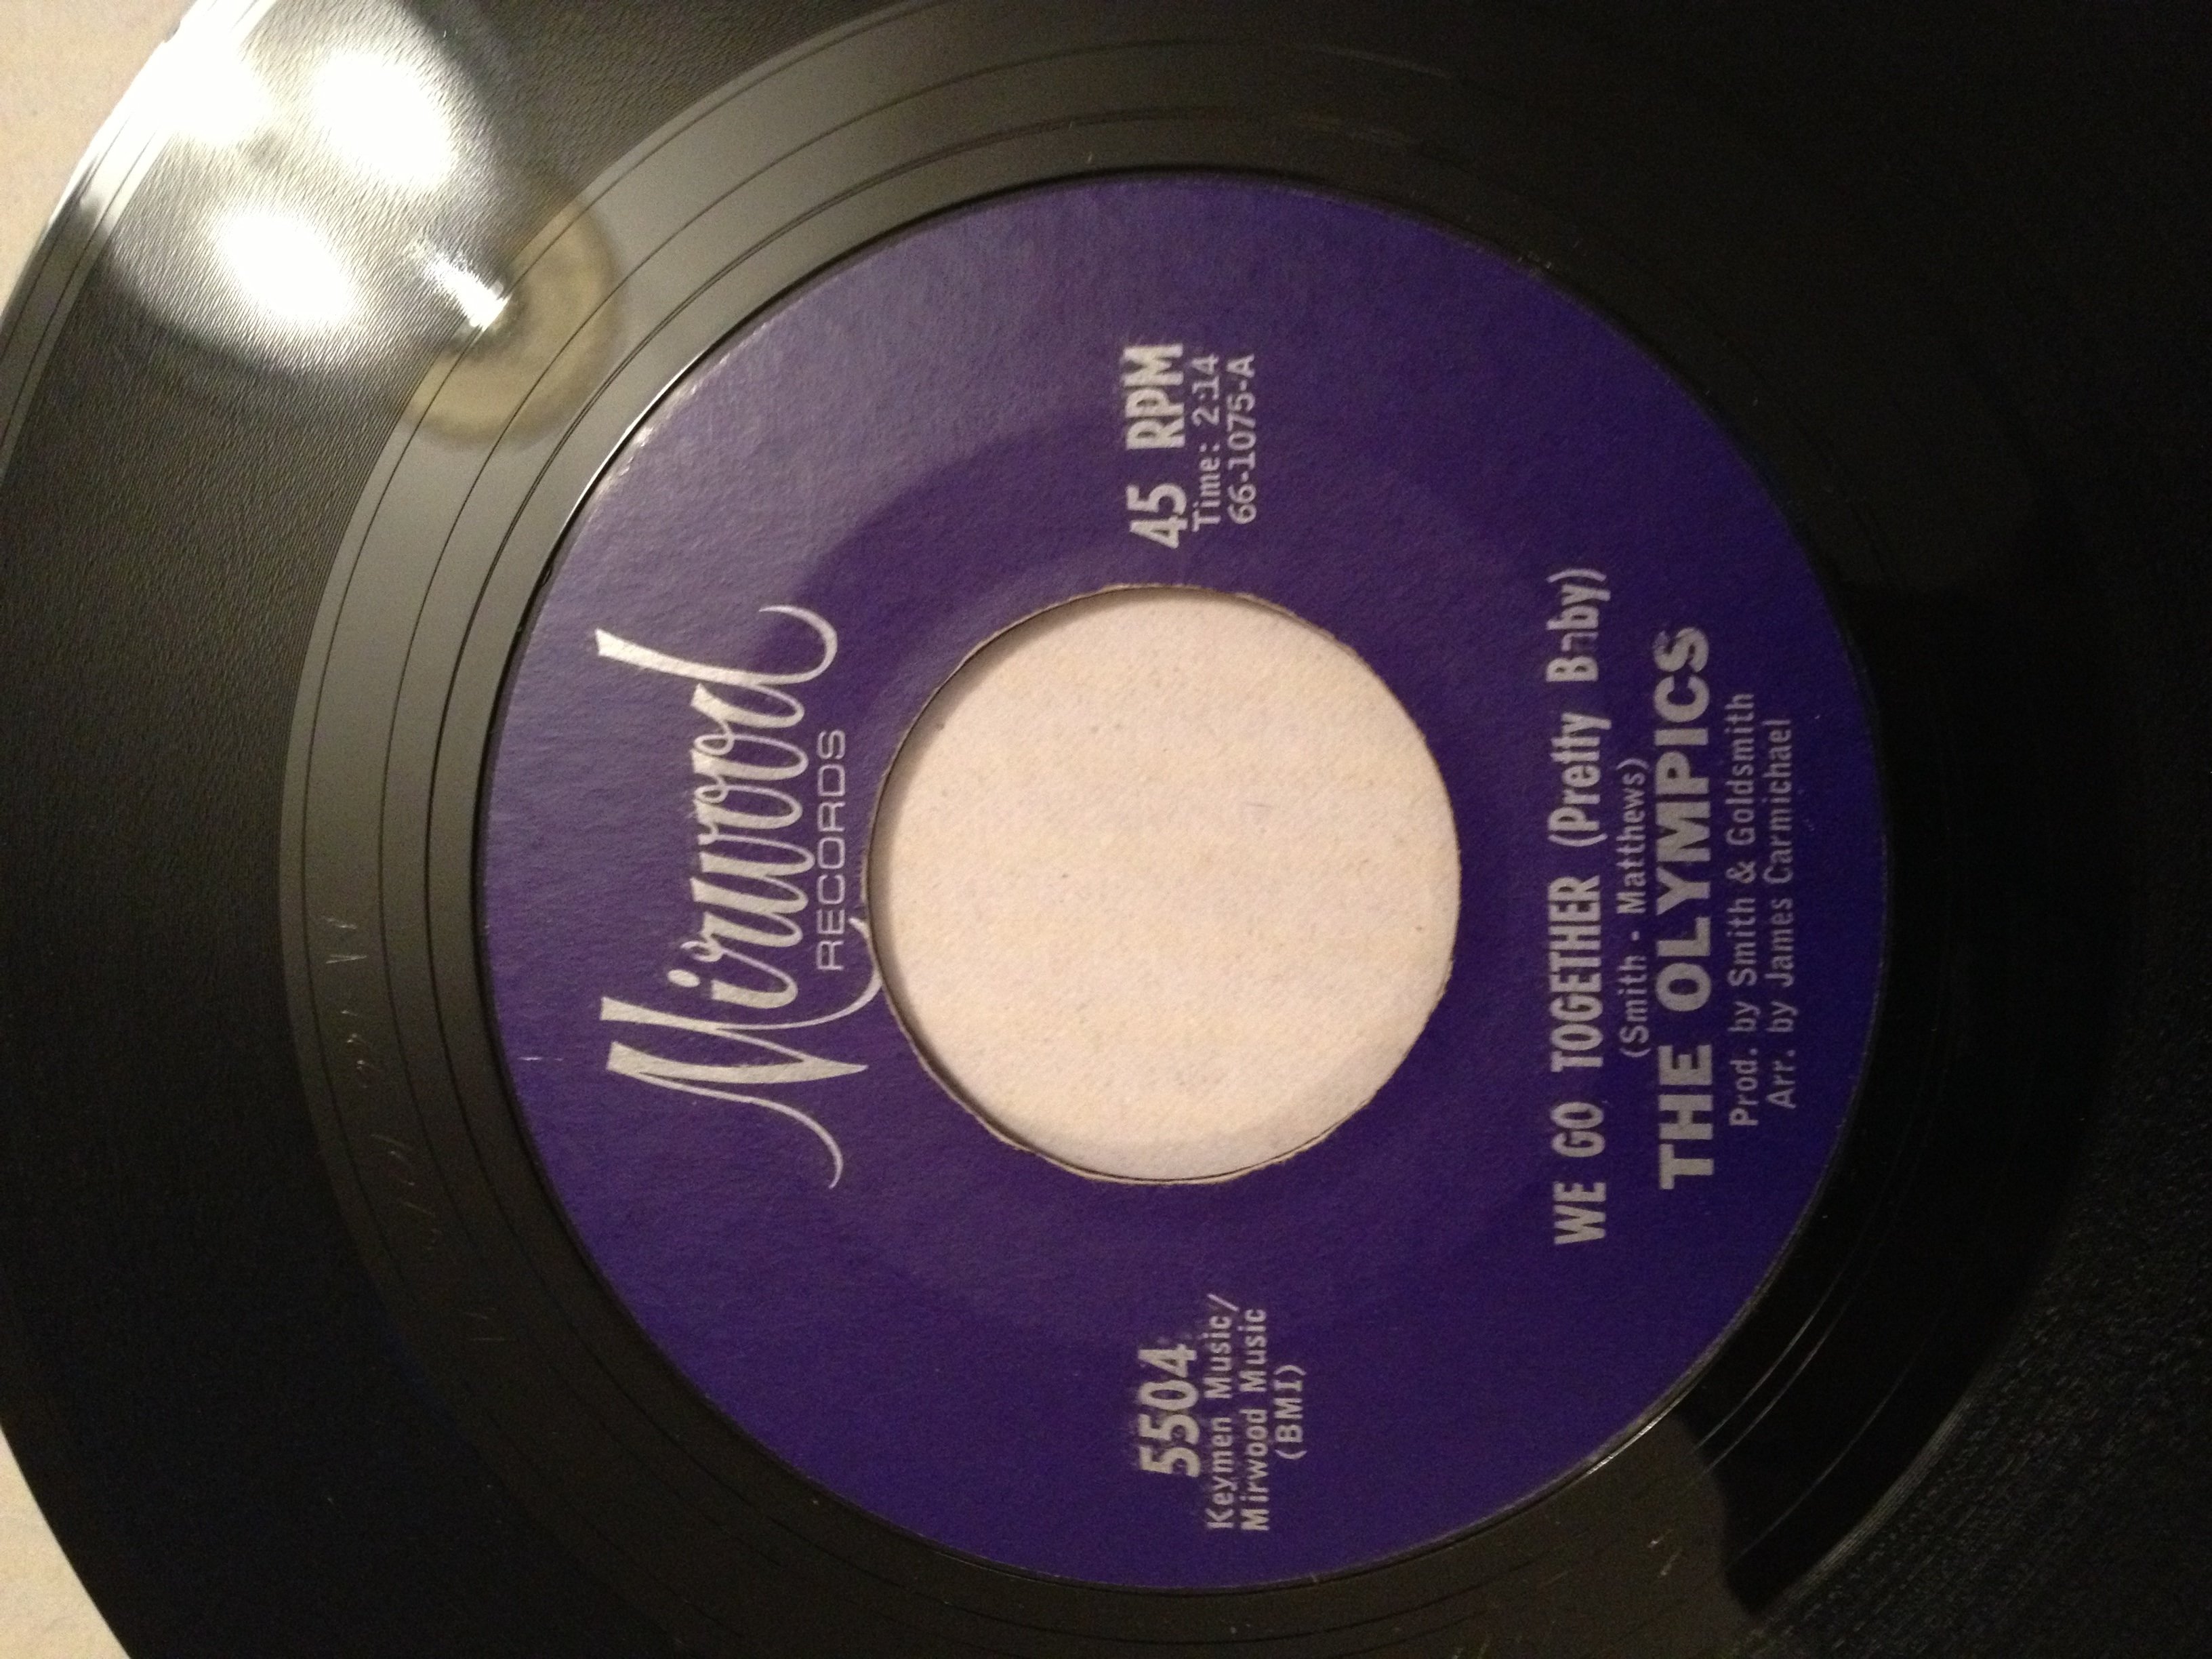 Mirwood
RECORDS
5504
Keymen Music/
Mirwood Music
(BMI)
45 RPM
Time: 2:14
66-1075-A
WE GO TOGETHER (Pretty Baby)
(Smith - Matthews)
THE OLYMPICS
Prod. by Smith & Goldsmith
Arr. by James Carmichael